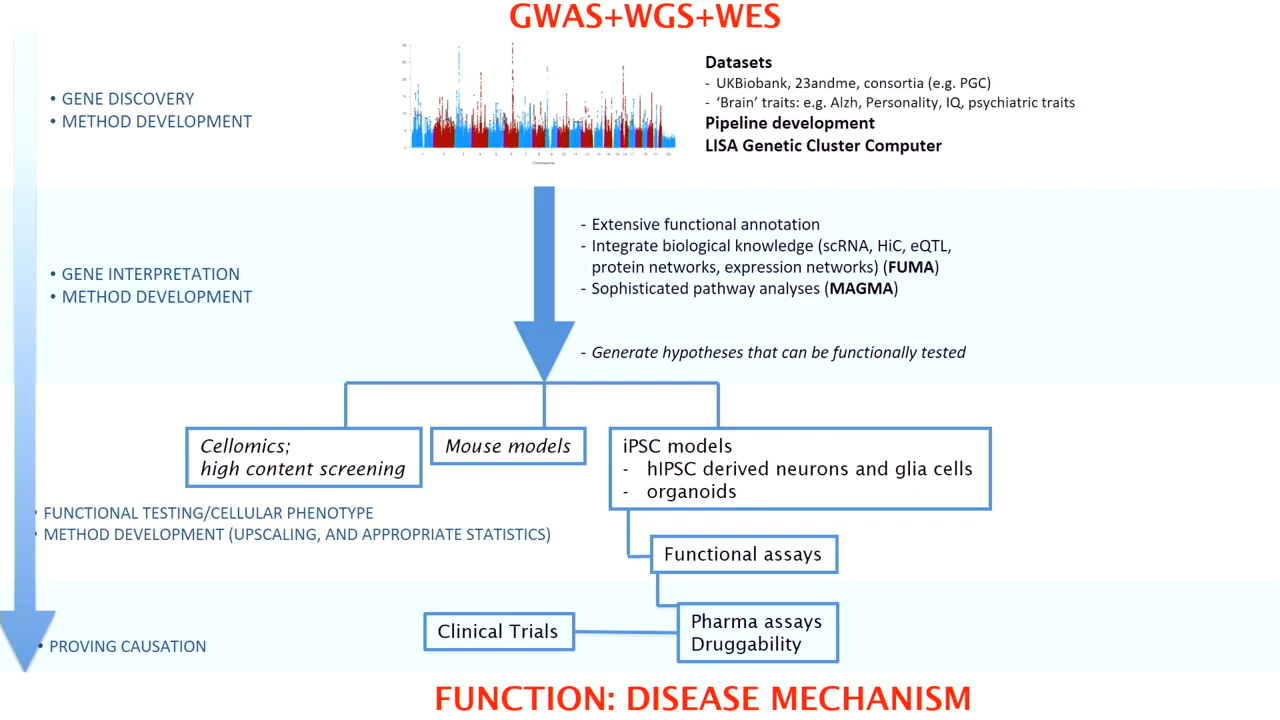 GWAS+WGS+WES
• GENE DISCOVERY
• METHOD DEVELOPMENT
Chromosome
Datasets
- UKBiobank, 23andme, consortia (e.g. PGC)
- ‘Brain’ traits: e.g. Alzh, Personality, IQ, psychiatric traits
Pipeline development
LISA Genetic Cluster Computer
• GENE INTERPRETATION
• METHOD DEVELOPMENT
- Extensive functional annotation
- Integrate biological knowledge (scRNA, HiC, eQTL,
protein networks, expression networks) (FUMA)
- Sophisticated pathway analyses (MAGMA)
- Generate hypotheses that can be functionally tested
Cellomics;
high content screening
Mouse models
iPSC models
- hIPSC derived neurons and glia cells
- organoids
• FUNCTIONAL TESTING/CELLULAR PHENOTYPE
• METHOD DEVELOPMENT (UPSCALING, AND APPROPRIATE STATISTICS)
Functional assays
Clinical Trials
Pharma assays
Druggability
• PROVING CAUSATION
FUNCTION: DISEASE MECHANISM